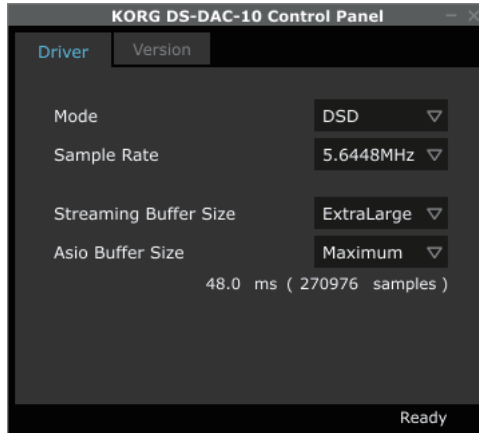 KORG DS-DAC-10 Control Panel
Driver Version
Mode DSD
Sample Rate 5.6448MHz
Streaming Buffer Size ExtraLarge
Asio Buffer Size Maximum
48.0 ms ( 270976 samples )
Ready